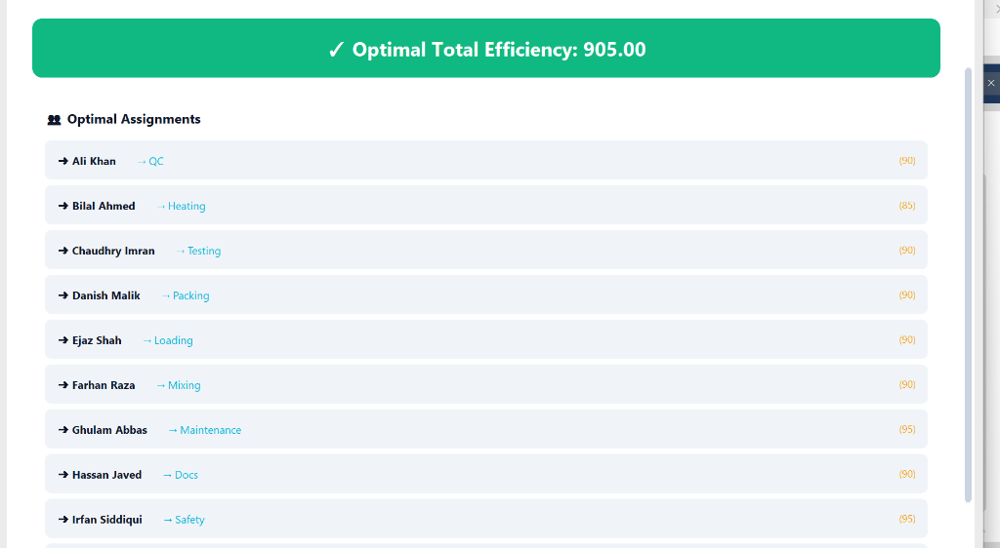 ✓ Optimal Total Efficiency: 905.00
👥 Optimal Assignments
➜ Ali Khan → QC (90)
➜ Bilal Ahmed → Heating (85)
➜ Chaudhry Imran → Testing (90)
➜ Danish Malik → Packing (90)
➜ Ejaz Shah → Loading (90)
➜ Farhan Raza → Mixing (90)
➜ Ghulam Abbas → Maintenance (95)
➜ Hassan Javed → Docs (90)
➜ Irfan Siddiqui → Safety (95)